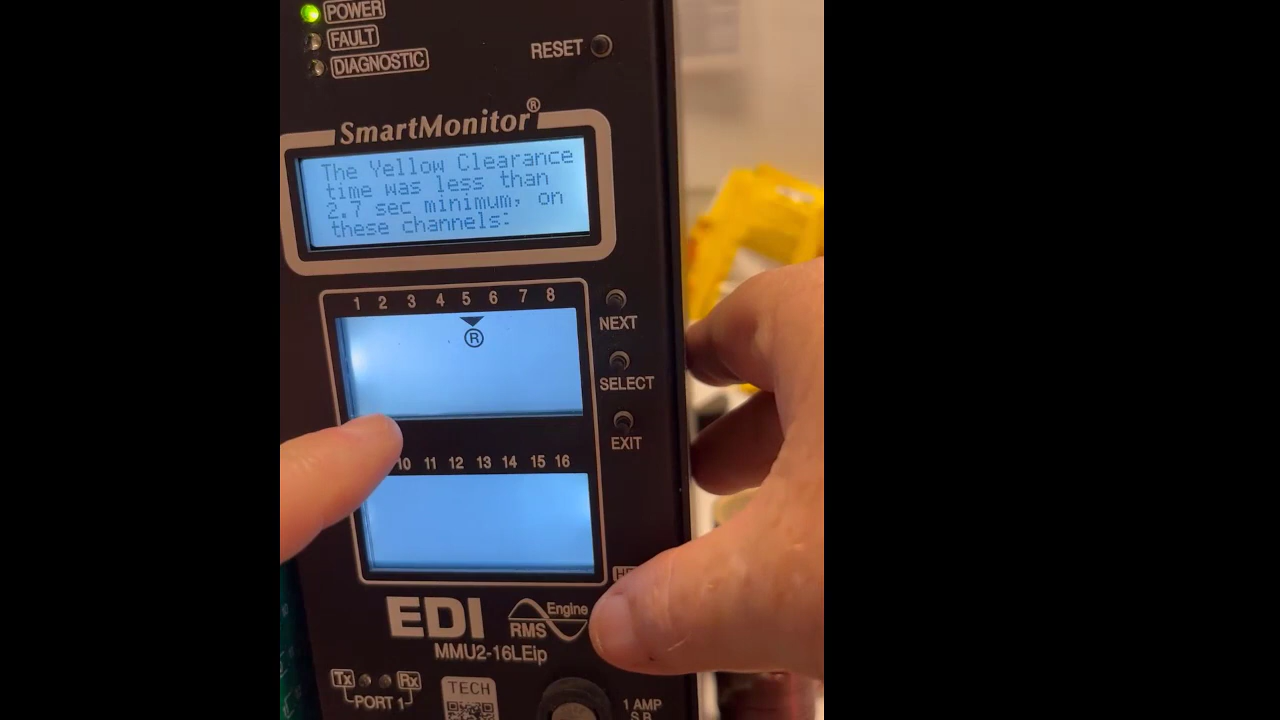 POWER
FAULT
DIAGNOSTIC
RESET
SmartMonitor®
The Yellow Clearance
time was less than
2.7 sec minimum, on
these channels:
1 2 3 4 5 6 7 8
R
NEXT
SELECT
EXIT
10 11 12 13 14 15 16
EDI
Engine
RMS
MMU2-16LEip
Tx Rx
PORT 1
TECH
1 AMP
S.B.